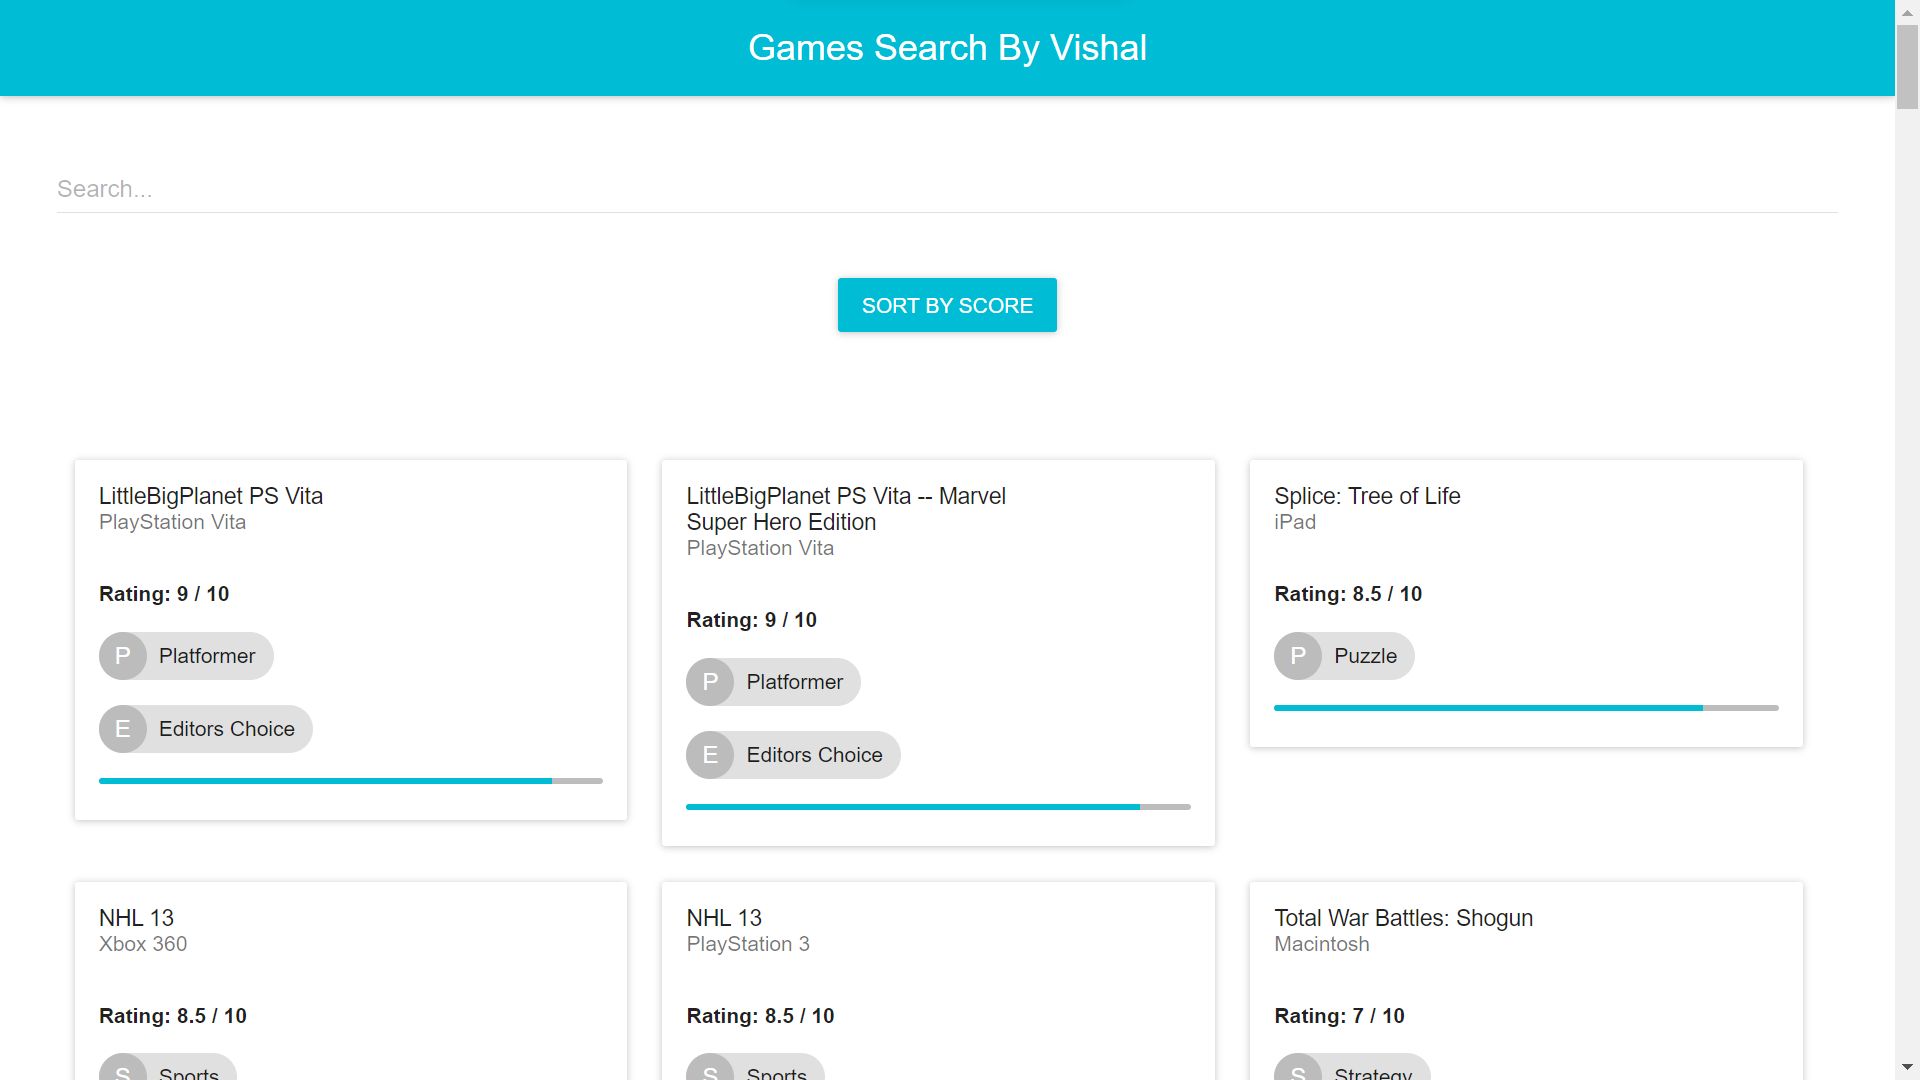 Games Search By Vishal
Search...
SORT BY SCORE
LittleBigPlanet PS Vita
PlayStation Vita
Rating: 9 / 10
P Platformer
E Editors Choice
LittleBigPlanet PS Vita -- Marvel
Super Hero Edition
PlayStation Vita
Rating: 9 / 10
P Platformer
E Editors Choice
Splice: Tree of Life
iPad
Rating: 8.5 / 10
P Puzzle
NHL 13
Xbox 360
Rating: 8.5 / 10
S Sports
NHL 13
PlayStation 3
Rating: 8.5 / 10
S Sports
Total War Battles: Shogun
Macintosh
Rating: 7 / 10
S Strategy